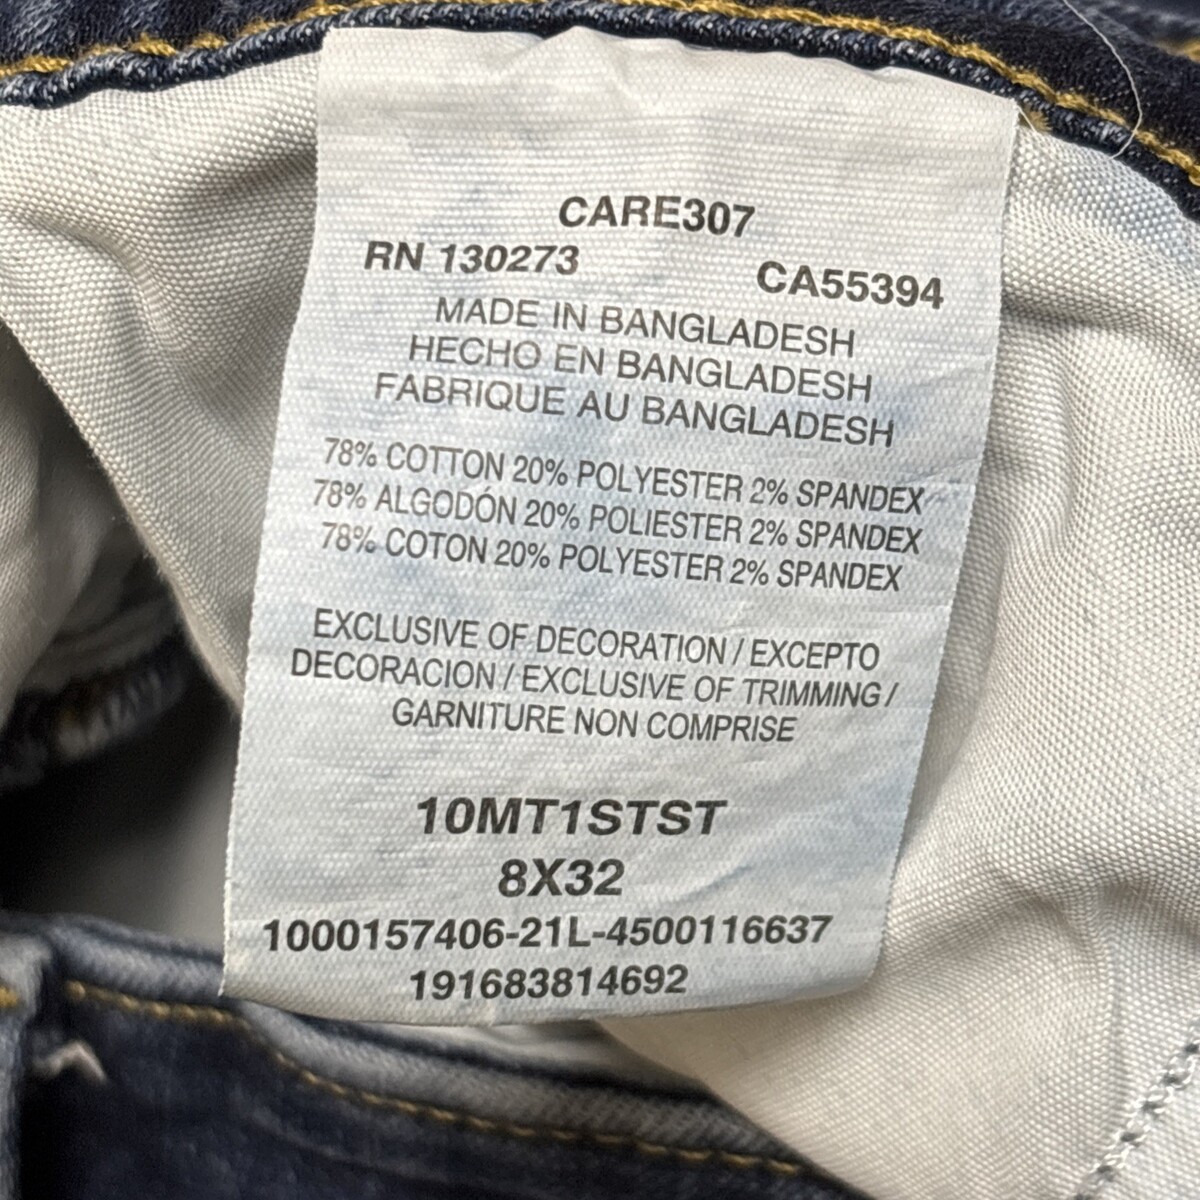 CARE307
RN 130273 CA55394
MADE IN BANGLADESH
HECHO EN BANGLADESH
FABRIQUE AU BANGLADESH
78% COTTON 20% POLYESTER 2% SPANDEX
78% ALGODÓN 20% POLIESTER 2% SPANDEX
78% COTON 20% POLYESTER 2% SPANDEX
EXCLUSIVE OF DECORATION / EXCEPTO
DECORACION / EXCLUSIVE OF TRIMMING /
GARNITURE NON COMPRISE
10MT1STST
8X32
1000157406-21L-4500116637
191683814692